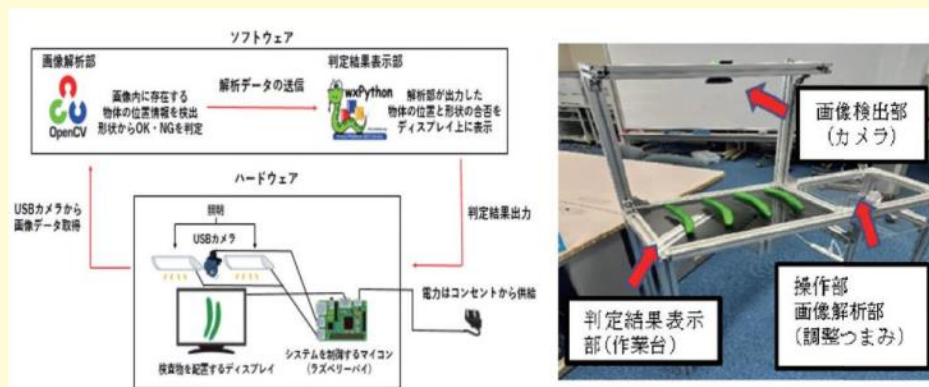 ソフトウェア
画像解析部
OpenCV
画像内に存在する
物体の位置情報を検出
形状からOK・NGを判定
解析データの送信
判定結果表示部
wxPython
解析部が出力した
物体の位置と形状の合否を
ディスプレイ上に表示
USBカメラから
画像データ取得
判定結果出力
ハードウェア
照明
USBカメラ
検査物を配置するディスプレイ
システムを制御するマイコン
(ラズベリーパイ)
電力はコンセントから供給
画像検出部
(カメラ)
判定結果表示
部(作業台)
操作部
画像解析部
(調整つまみ)